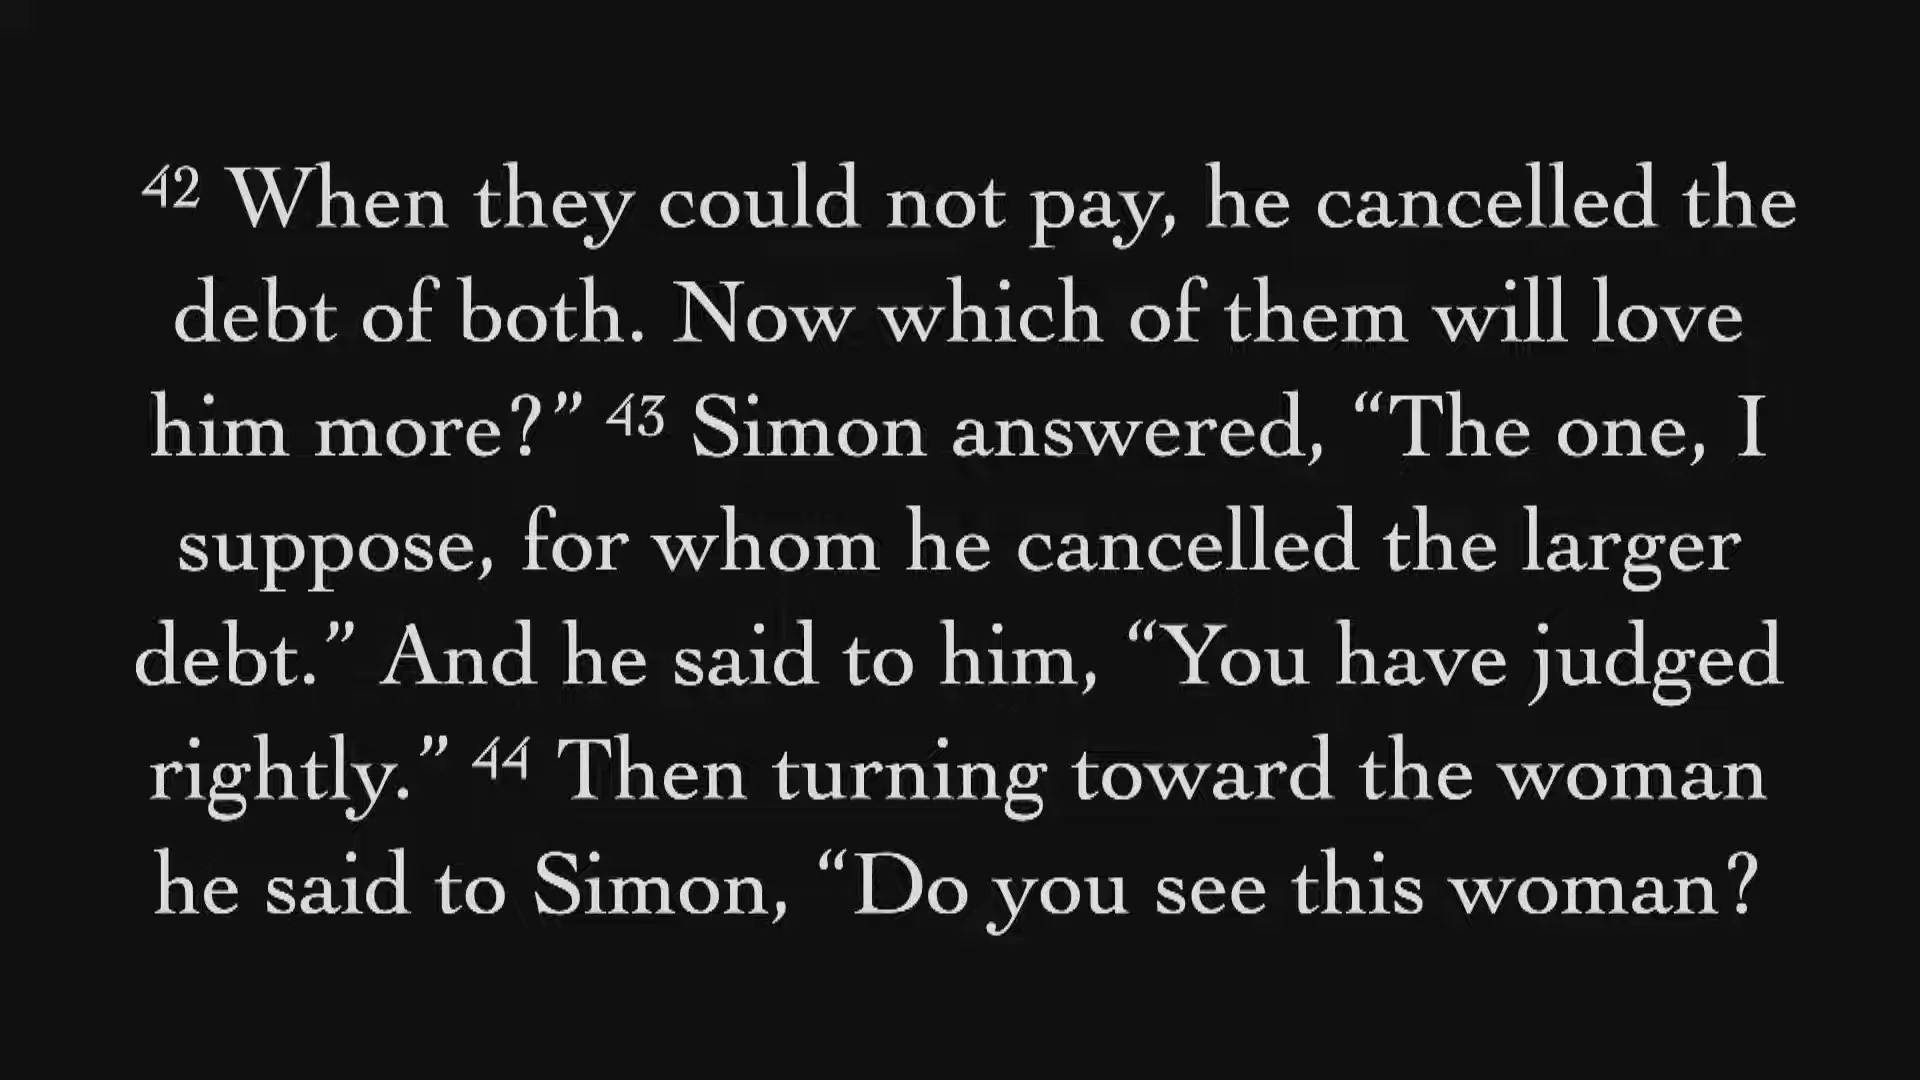 42 When they could not pay, he cancelled the
debt of both. Now which of them will love
him more?” 43 Simon answered, “The one, I
suppose, for whom he cancelled the larger
debt.” And he said to him, “You have judged
rightly.” 44 Then turning toward the woman
he said to Simon, “Do you see this woman?